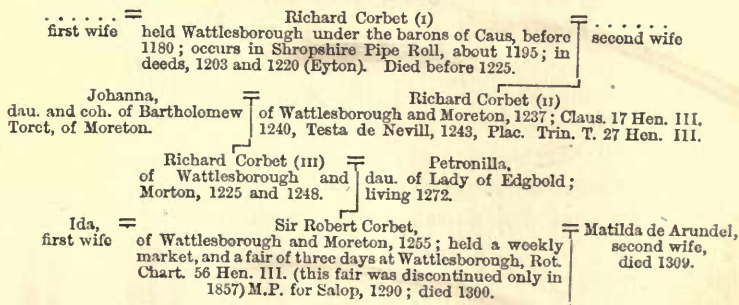 . . . . . . = Richard Corbet (I) = . . . . . .
first wife held Wattlesborough under the barons of Caus, before second wife
1180; occurs in Shropshire Pipe Roll, about 1195; in
deeds, 1203 and 1220 (Eyton). Died before 1225.
Johanna, = Richard Corbet (II)
dau. and coh. of Bartholomew of Wattlesborough and Moreton, 1237; Claus. 17 Hen. III.
Toret, of Moreton. 1240, Testa de Nevill, 1243, Plac. Trin. T. 27 Hen. III.
Richard Corbet (III) = Petronilla,
of Wattlesborough and dau. of Lady of Edgbold;
Morton, 1225 and 1248. living 1272.
Ida, = Sir Robert Corbet, = Matilda de Arundel,
first wife of Wattlesborough and Moreton, 1255; held a weekly second wife,
market, and a fair of three days at Wattlesborough, Rot. died 1309.
Chart. 56 Hen. III. (this fair was discontinued only in
1857) M.P. for Salop, 1290; died 1300.